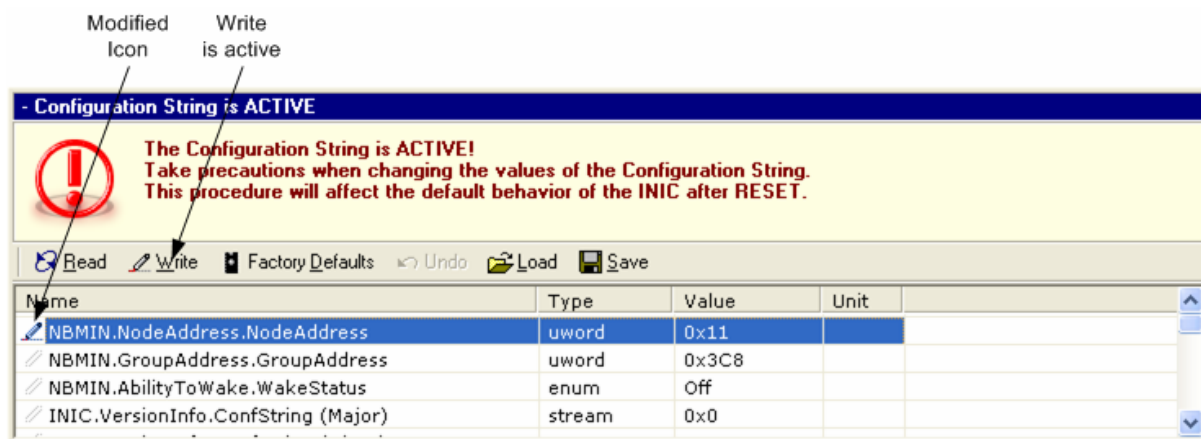 Modified Write
Icon is active
- Configuration String is ACTIVE
The Configuration String is ACTIVE!
Take precautions when changing the values of the Configuration String.
This procedure will affect the default behavior of the INIC after RESET.
Read Write Factory Defaults Undo Load Save
Name Type Value Unit
NBMIN.NodeAddress.NodeAddress uword 0x11
NBMIN.GroupAddress.GroupAddress uword 0x3C8
NBMIN.AbilityToWake.WakeStatus enum Off
INIC.VersionInfo.ConfString (Major) stream 0x0